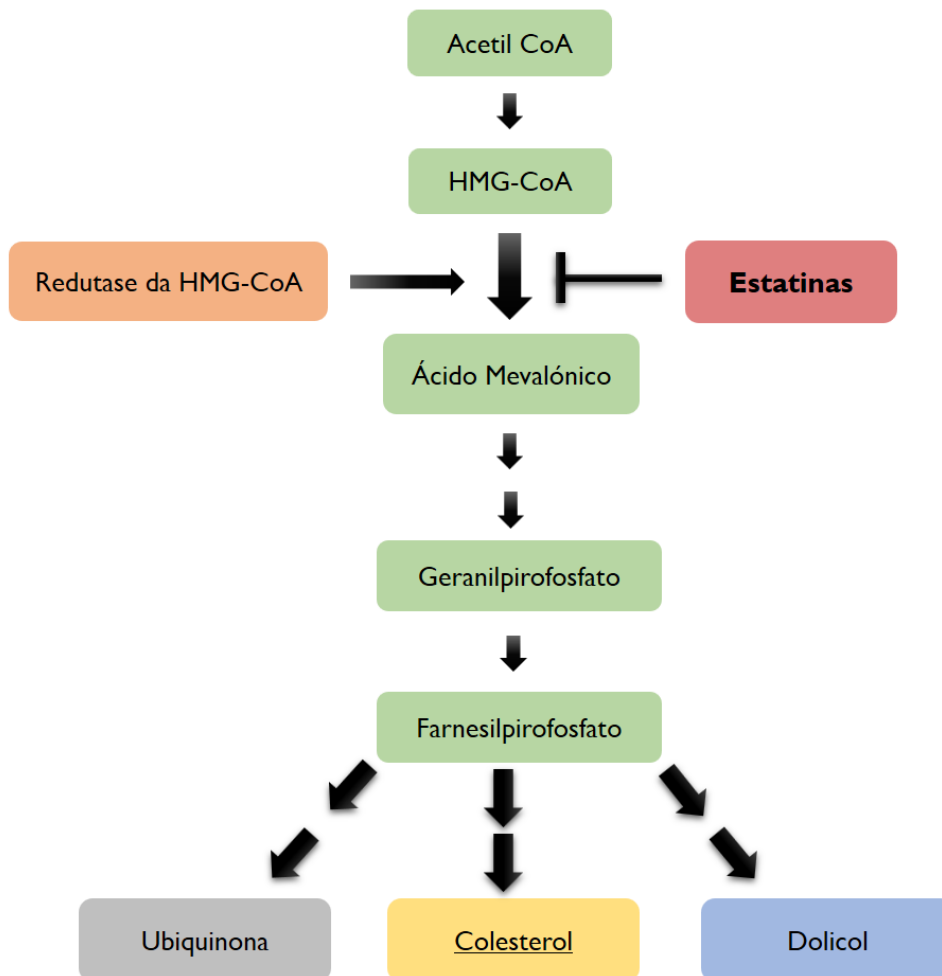 Acetil CoA
HMG-CoA
Redutase da HMG-CoA
Estatinas
Ácido Mevalónico
Geranilpirofosfato
Farnesilpirofosfato
Ubiquinona
Colesterol
Dolicol